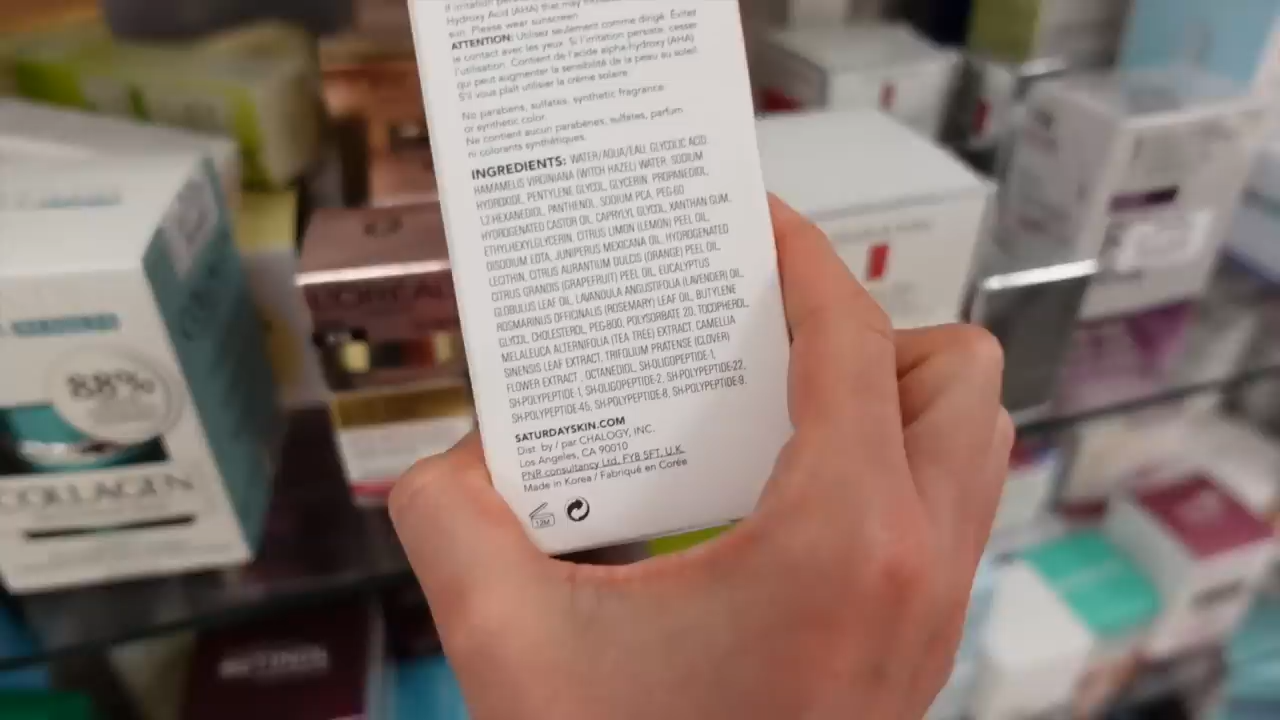 Hydroxy Acid (AHA) that may
sun. Please wear sunscreen.
ATTENTION: Utilisez seulement comme dirigé. Évitez
le contact avec les yeux. Si l'irritation persiste, cesser
l'utilisation. Contient de l'acide alpha-hydroxy (AHA)
qui peut augmenter la sensibilité de la peau au soleil.
S'il vous plaît utiliser la crème solaire.
No parabens, sulfates, synthetic fragrance
or synthetic color.
Ne contient aucun parabènes, sulfates, parfum
ni colorants synthétiques.
INGREDIENTS: WATER/AQUA/EAU, GLYCOLIC ACID,
HAMAMELIS VIRGINIANA (WITCH HAZEL) WATER, SODIUM
HYDROXIDE, PENTYLENE GLYCOL, GLYCERIN, PROPANEDIOL,
1,2-HEXANEDIOL, PANTHENOL, SODIUM PCA, PEG-60
HYDROGENATED CASTOR OIL, CAPRYLYL GLYCOL, XANTHAN GUM,
ETHYLHEXYLGLYCERIN, CITRUS LIMON (LEMON) PEEL OIL,
DISODIUM EDTA, JUNIPERUS MEXICANA OIL, HYDROGENATED
LECITHIN, CITRUS AURANTIUM DULCIS (ORANGE) PEEL OIL,
CITRUS GRANDIS (GRAPEFRUIT) PEEL OIL, EUCALYPTUS
GLOBULUS LEAF OIL, LAVANDULA ANGUSTIFOLIA (LAVENDER) OIL,
ROSMARINUS OFFICINALIS (ROSEMARY) LEAF OIL, BUTYLENE
GLYCOL, CHOLESTEROL, PEG-800, POLYSORBATE 20, TOCOPHEROL,
MELALEUCA ALTERNIFOLIA (TEA TREE) EXTRACT, CAMELLIA
SINENSIS LEAF EXTRACT, TRIFOLIUM PRATENSE (CLOVER)
FLOWER EXTRACT , OCTANEDIOL, SH-OLIGOPEPTIDE-1,
SH-POLYPEPTIDE-1, SH-OLIGOPEPTIDE-2, SH-POLYPEPTIDE-22,
SH-POLYPEPTIDE-45, SH-POLYPEPTIDE-8, SH-POLYPEPTIDE-9.
SATURDAYSKIN.COM
Dist. by / par CHALOGY, INC.
Los Angeles, CA 90010
PNR consultancy Ltd, FY8 5FT, U.K.
Made in Korea / Fabriqué en Corée
12M
88%
COLLAGEN
L'OREAL
RETINOL